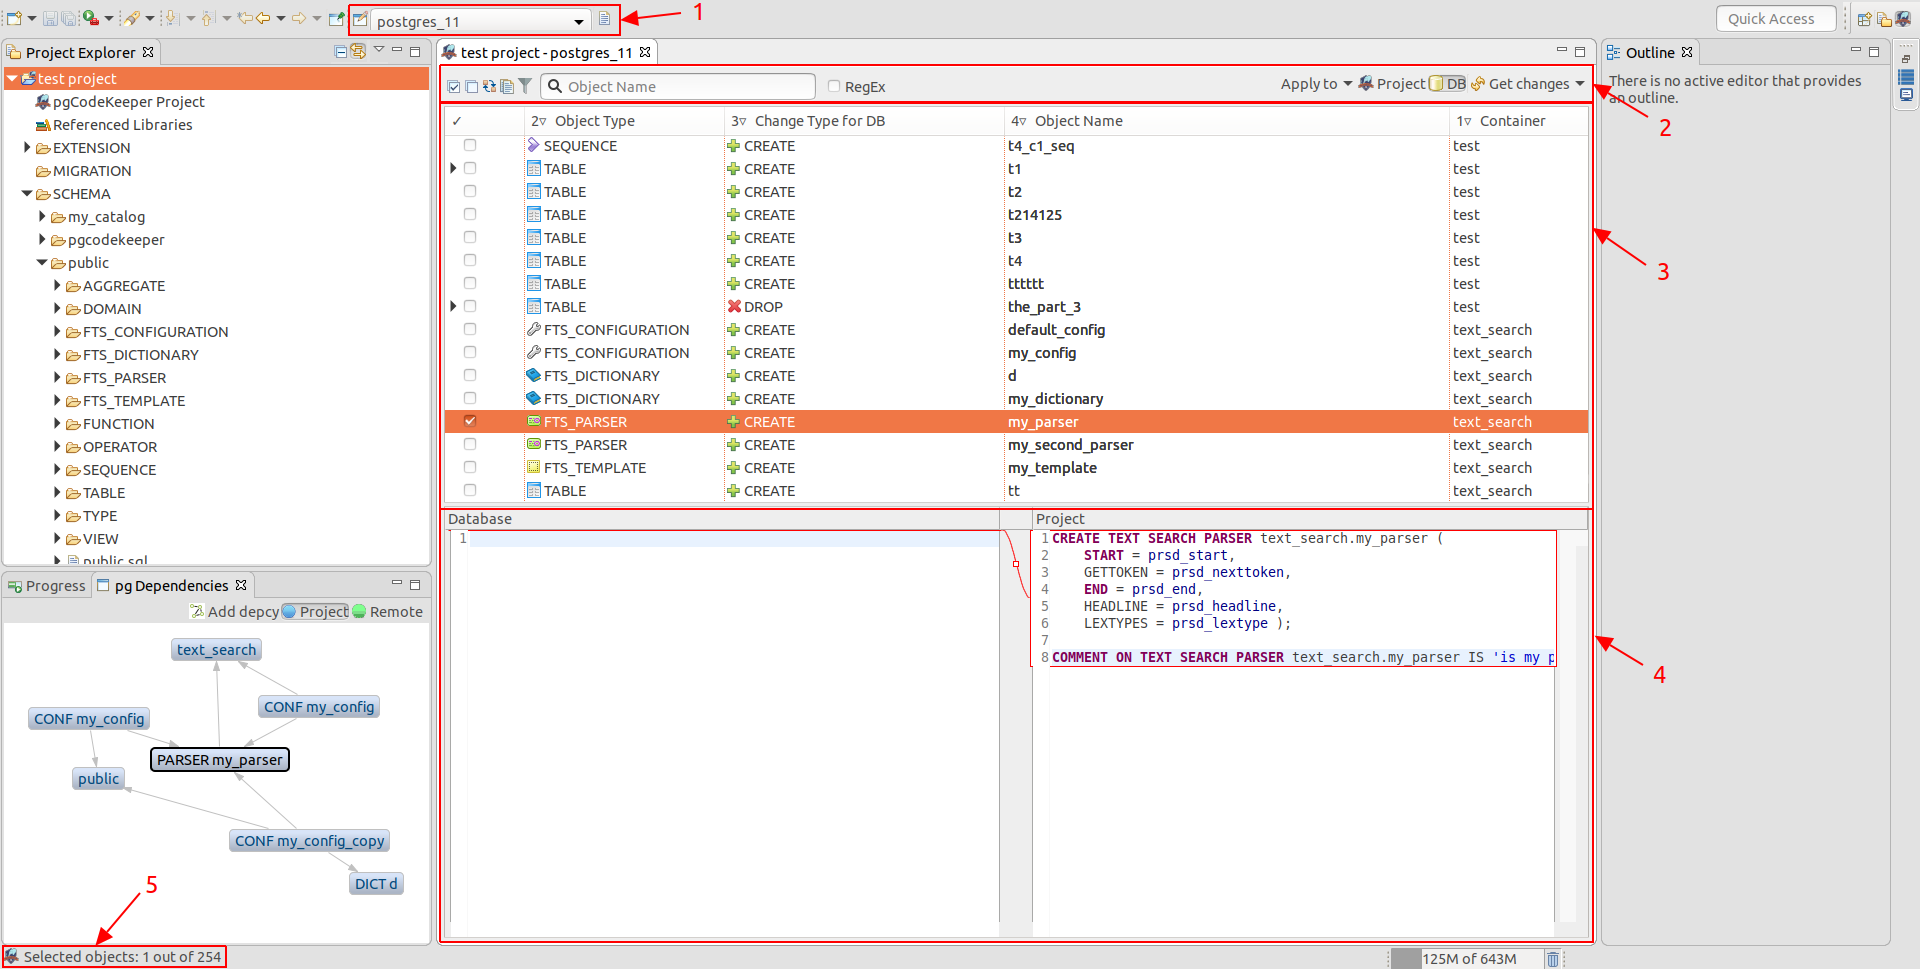 postgres_11
1
Quick Access
Project Explorer
test project
pgCodeKeeper Project
Referenced Libraries
EXTENSION
MIGRATION
SCHEMA
my_catalog
pgcodekeeper
public
AGGREGATE
DOMAIN
FTS_CONFIGURATION
FTS_DICTIONARY
FTS_PARSER
FTS_TEMPLATE
FUNCTION
OPERATOR
SEQUENCE
TABLE
TYPE
VIEW
public.sql
test project - postgres_11
Object Name
RegEx
Apply to Project DB Get changes
2
✓ 2 Object Type 3 Change Type for DB 4 Object Name 1 Container
SEQUENCE CREATE t4_c1_seq test
TABLE CREATE t1 test
TABLE CREATE t2 test
TABLE CREATE t214125 test
TABLE CREATE t3 test
TABLE CREATE t4 test
TABLE CREATE tttttt test
TABLE DROP the_part_3 test
FTS_CONFIGURATION CREATE default_config text_search
FTS_CONFIGURATION CREATE my_config text_search
FTS_DICTIONARY CREATE d text_search
FTS_DICTIONARY CREATE my_dictionary text_search
FTS_PARSER CREATE my_parser text_search
FTS_PARSER CREATE my_second_parser text_search
FTS_TEMPLATE CREATE my_template text_search
TABLE CREATE tt text_search
3
Database
1
Project
1 CREATE TEXT SEARCH PARSER text_search.my_parser (
2 START = prsd_start,
3 GETTOKEN = prsd_nexttoken,
4 END = prsd_end,
5 HEADLINE = prsd_headline,
6 LEXTYPES = prsd_lextype );
7
8 COMMENT ON TEXT SEARCH PARSER text_search.my_parser IS 'is my p
4
Outline
There is no active editor that provides
an outline.
Progress
pg Dependencies
Add depcy Project Remote
text_search
CONF my_config
CONF my_config
PARSER my_parser
public
CONF my_config_copy
DICT d
5
Selected objects: 1 out of 254
125M of 643M